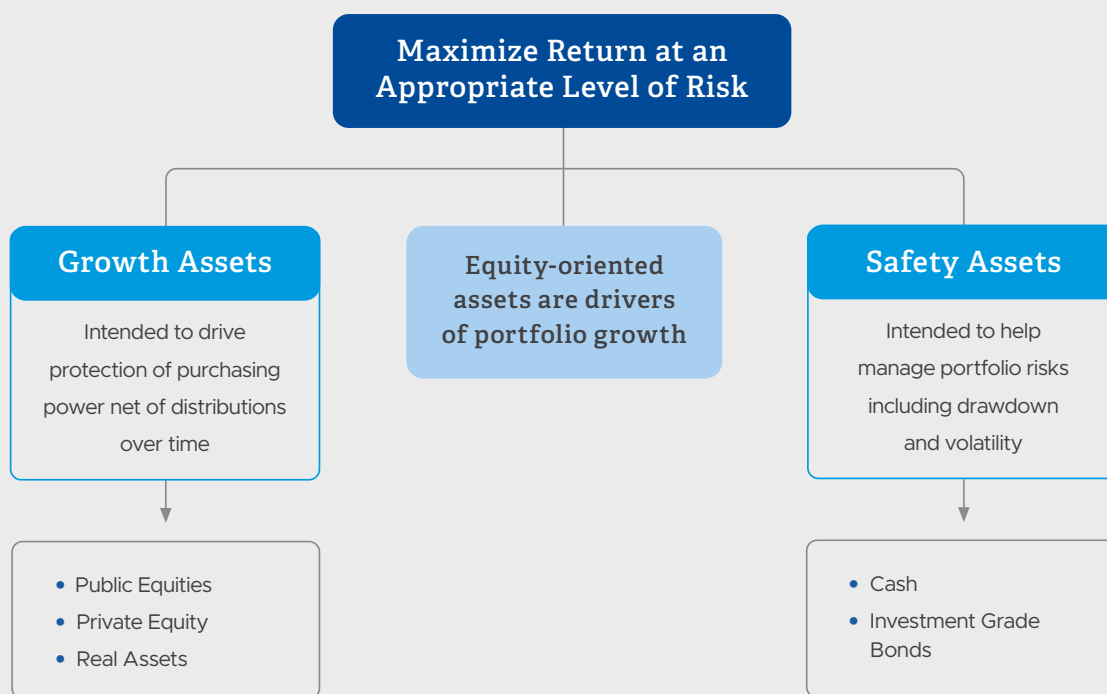 Maximize Return at an
Appropriate Level of Risk
Growth Assets
Intended to drive
protection of purchasing
power net of distributions
over time
• Public Equities
• Private Equity
• Real Assets
Equity-oriented
assets are drivers
of portfolio growth
Safety Assets
Intended to help
manage portfolio risks
including drawdown
and volatility
• Cash
• Investment Grade
Bonds